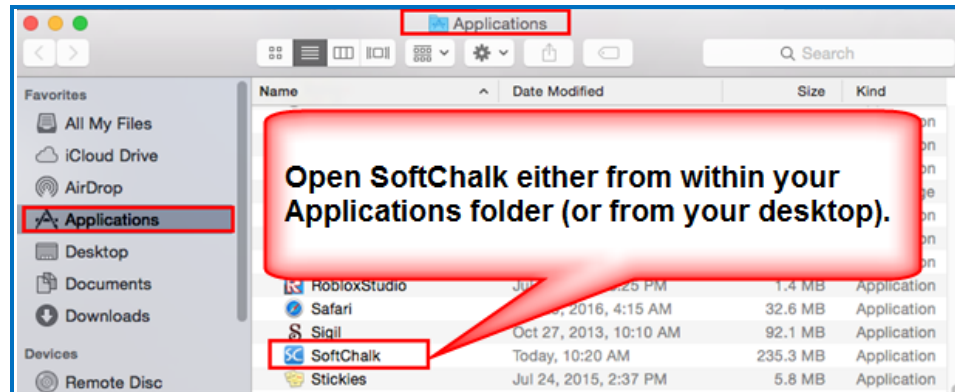 Applications
Search
Favorites
Name Date Modified Size Kind
All My Files
iCloud Drive
AirDrop
Applications
Desktop
Documents
Downloads
Devices
Remote Disc
Open SoftChalk either from within your
Applications folder (or from your desktop).
RobloxStudio 1.4 MB Application
Safari 2016, 4:15 AM 32.6 MB Application
Sigil Oct 27, 2013, 10:10 AM 92.1 MB Application
SoftChalk Today, 10:20 AM 235.3 MB Application
Stickies Jul 24, 2015, 2:37 PM 5.8 MB Application